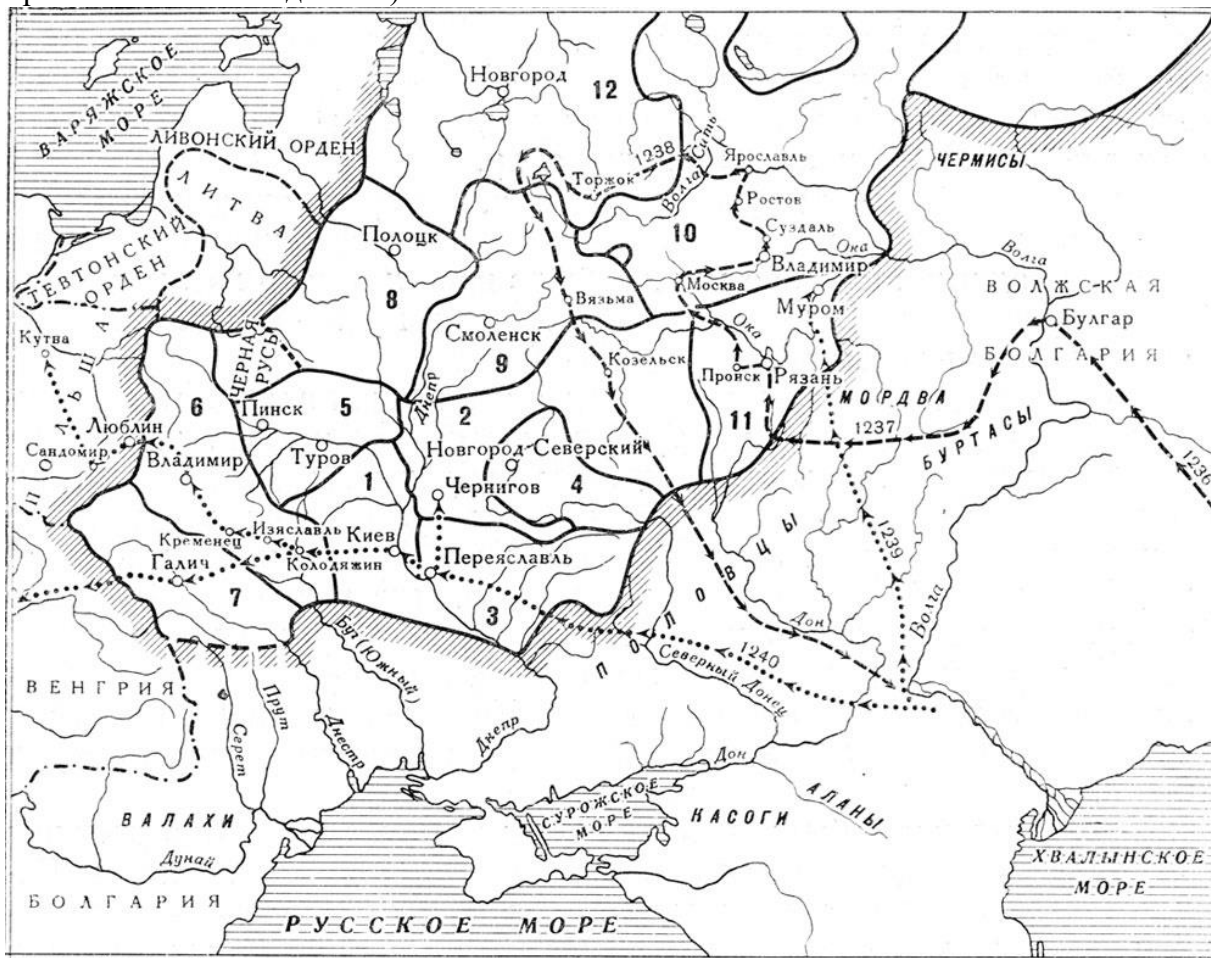 ВАРЯЖСКОЕ
МОРЕ
Новгород
12
ЛИВОНСКИЙ ОРДЕН
ЛИТВА
ТЕВТОНСКИЙ
ОРДЕН
1238
Сить
Ярославль
ЧЕРМИСЫ
Торжок
Волга
Ростов
Полоцк
10
Суздаль
Ока
Владимир
Волга
8
Вязьма
Москва
Муром
ВОЛЖСКАЯ
БОЛГАРИЯ
Булгар
Кутва
ЧЕРНАЯ
РУСЬ
Смоленск
9
Козельск
Ока
Пронск
Рязань
МОРДВА
6
5
Днепр
2
11
1237
БУРТАСЫ
1236
Пинск
Люблин
Сандомир
ПОЛЬША
Владимир
Туров
Новгород Северский
1
4
Чернигов
Изяславль
Кременец
Киев
Колодяжин
Переяславль
Галич
7
3
ПОЛОВЦЫ
1239
Дон
Волга
1240
Северный Донец
Буг (Южный)
ВЕНГРИЯ
Прут
Серет
Днестр
Днепр
Дон
ВАЛАХИ
СУРОЖСКОЕ
МОРЕ
КАСОГИ
АЛАНЫ
Дунай
БОЛГАРИЯ
РУССКОЕ МОРЕ
ХВАЛЫНСКОЕ
МОРЕ